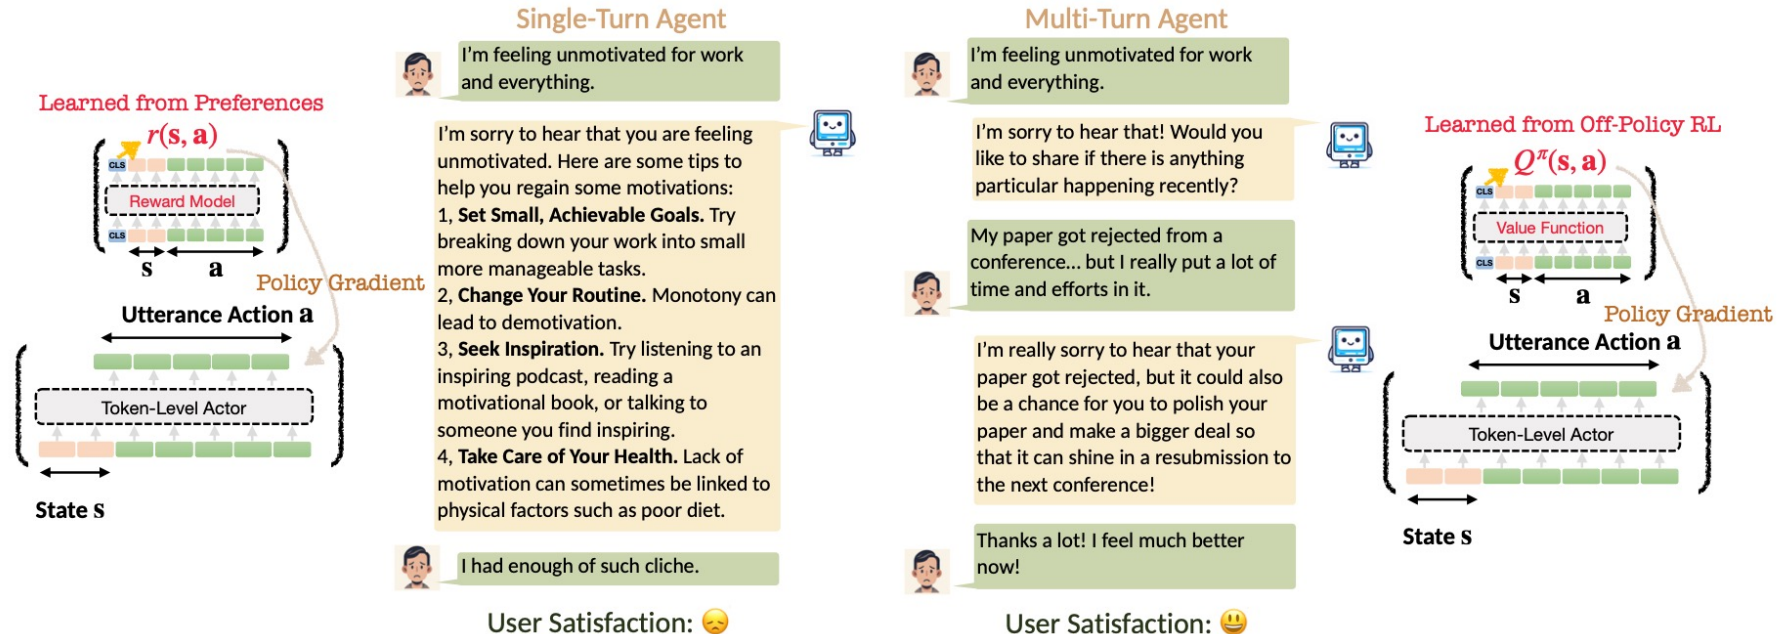 Single-Turn Agent
Multi-Turn Agent
Learned from Preferences
r(s, a)
CLS
Reward Model
CLS
s
a
Policy Gradient
Utterance Action a
Token-Level Actor
State s
I'm feeling unmotivated for work
and everything.
I'm sorry to hear that you are feeling
unmotivated. Here are some tips to
help you regain some motivations:
1, Set Small, Achievable Goals. Try
breaking down your work into small
more manageable tasks.
2, Change Your Routine. Monotony can
lead to demotivation.
3, Seek Inspiration. Try listening to an
inspiring podcast, reading a
motivational book, or talking to
someone you find inspiring.
4, Take Care of Your Health. Lack of
motivation can sometimes be linked to
physical factors such as poor diet.
I had enough of such cliche.
User Satisfaction:
I'm feeling unmotivated for work
and everything.
I'm sorry to hear that! Would you
like to share if there is anything
particular happening recently?
My paper got rejected from a
conference... but I really put a lot of
time and efforts in it.
I'm really sorry to hear that your
paper got rejected, but it could also
be a chance for you to polish your
paper and make a bigger deal so
that it can shine in a resubmission to
the next conference!
Thanks a lot! I feel much better
now!
User Satisfaction:
Learned from Off-Policy RL
Q^π(s, a)
CLS
Value Function
CLS
s
a
Policy Gradient
Utterance Action a
Token-Level Actor
State s